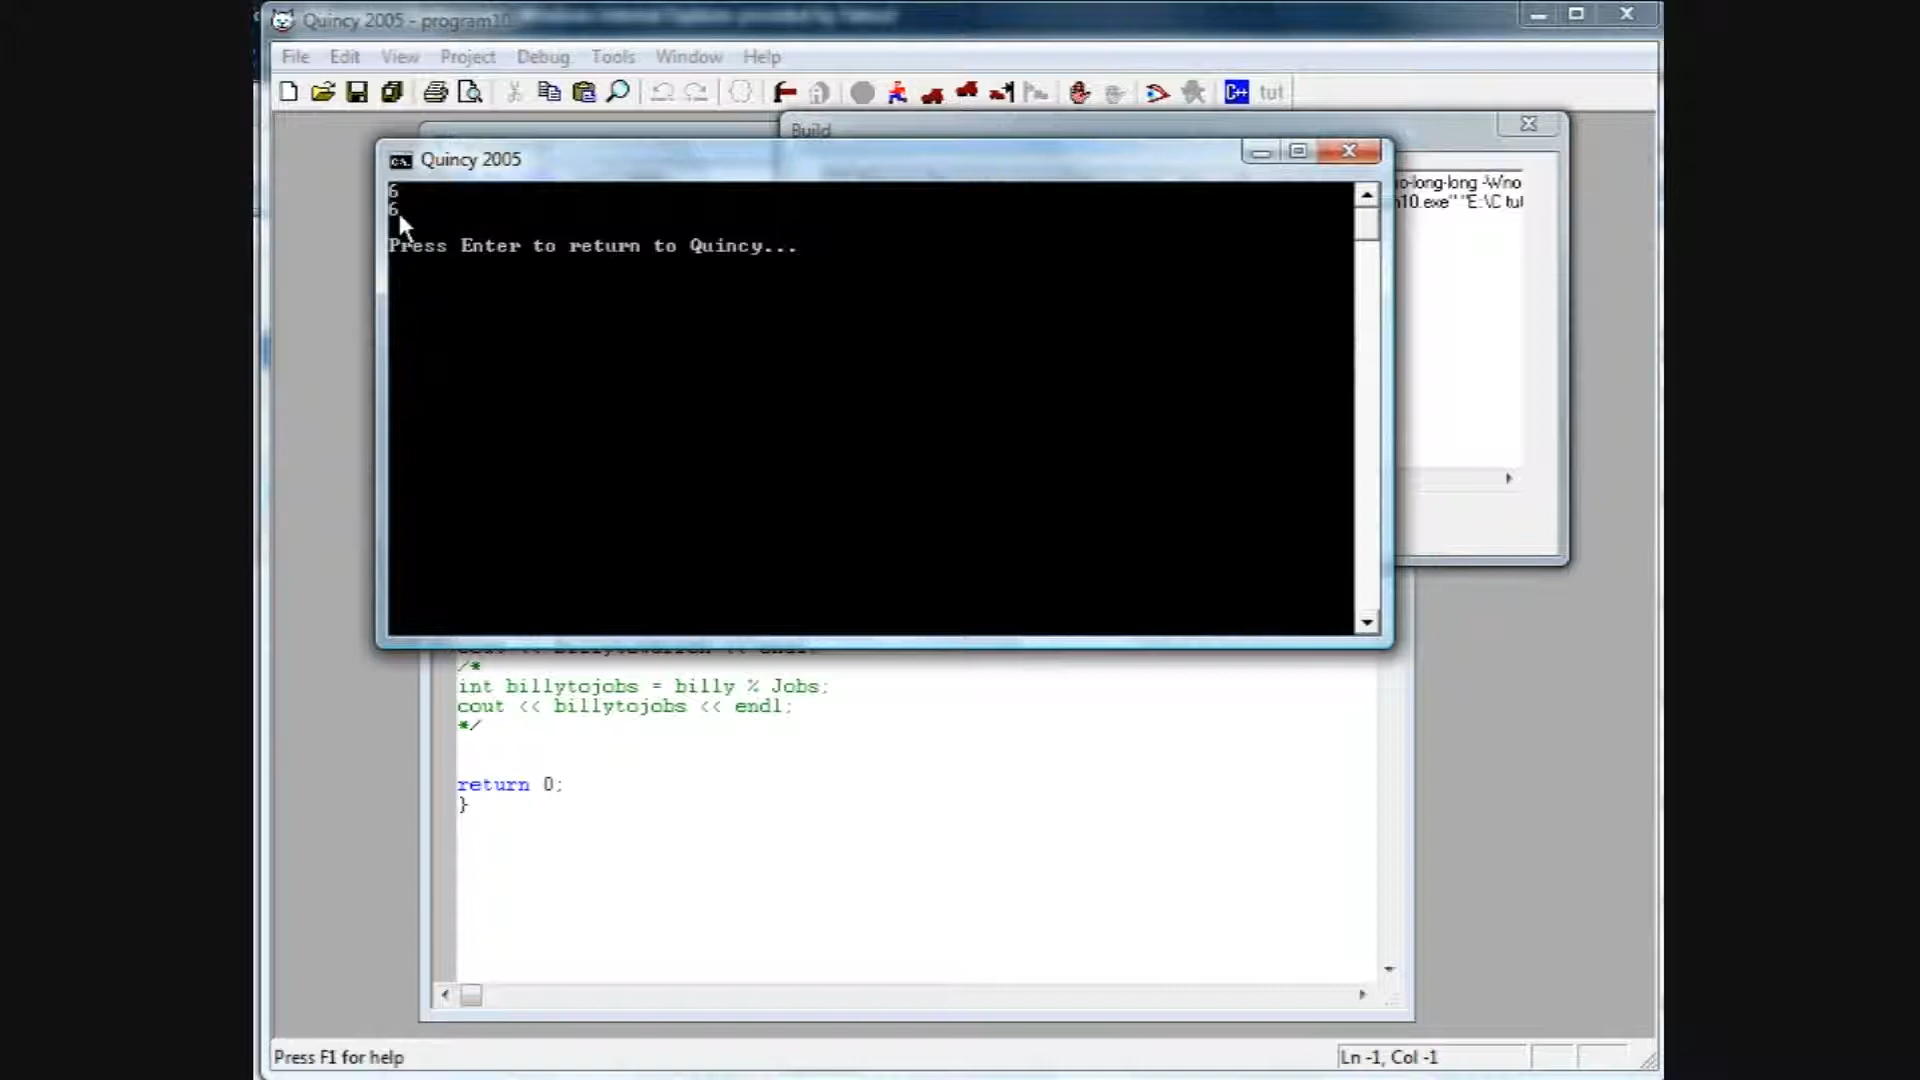 Quincy 2005 - program10
File Edit View Project Debug Tools Window Help
C++ tut
Build
Quincy 2005
6
6
Press Enter to return to Quincy...
o-long-long -Wno
n10.exe" "E:\C tul
/*
int billytojobs = billy % Jobs;
cout << billytojobs << endl;
*/
return 0;
}
Press F1 for help
Ln -1, Col -1